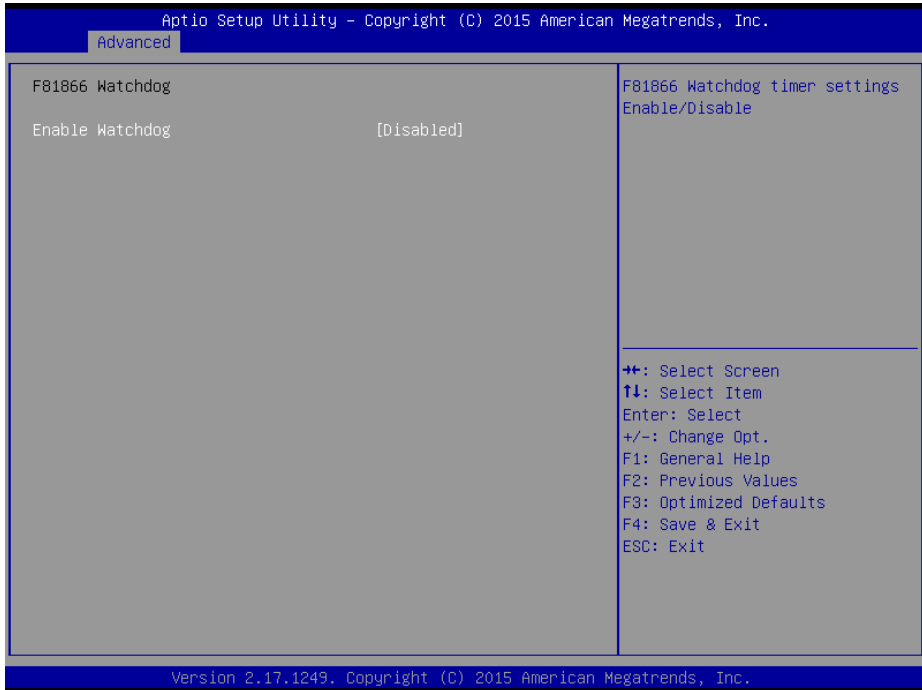 Aptio Setup Utility – Copyright (C) 2015 American Megatrends, Inc.
Advanced
F81866 Watchdog
Enable Watchdog [Disabled]
F81866 Watchdog timer settings
Enable/Disable
→←: Select Screen
↑↓: Select Item
Enter: Select
+/-: Change Opt.
F1: General Help
F2: Previous Values
F3: Optimized Defaults
F4: Save & Exit
ESC: Exit
Version 2.17.1249. Copyright (C) 2015 American Megatrends, Inc.